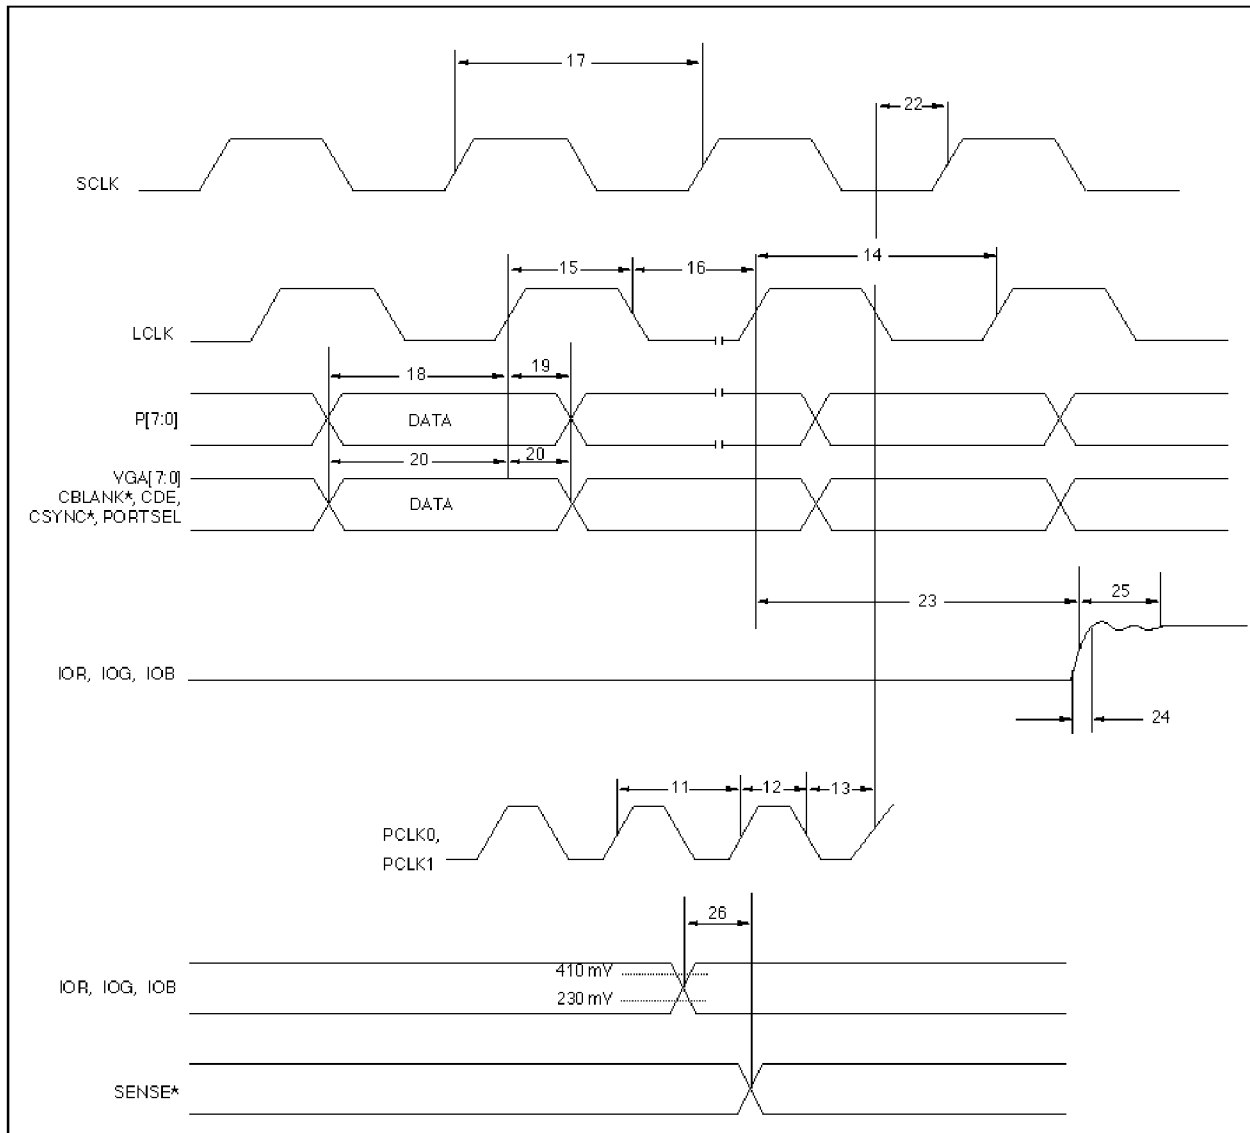 17
22
SCLK
15
16
14
LCLK
18
19
P[7:0]
DATA
20
20
VGA[7:0]
CBLANK*, CDE,
CSYNC*, PORTSEL
DATA
23
25
IOR, IOG, IOB
24
11
12
13
PCLK0,
PCLK1
26
410 mV
IOR, IOG, IOB
230 mV
SENSE*